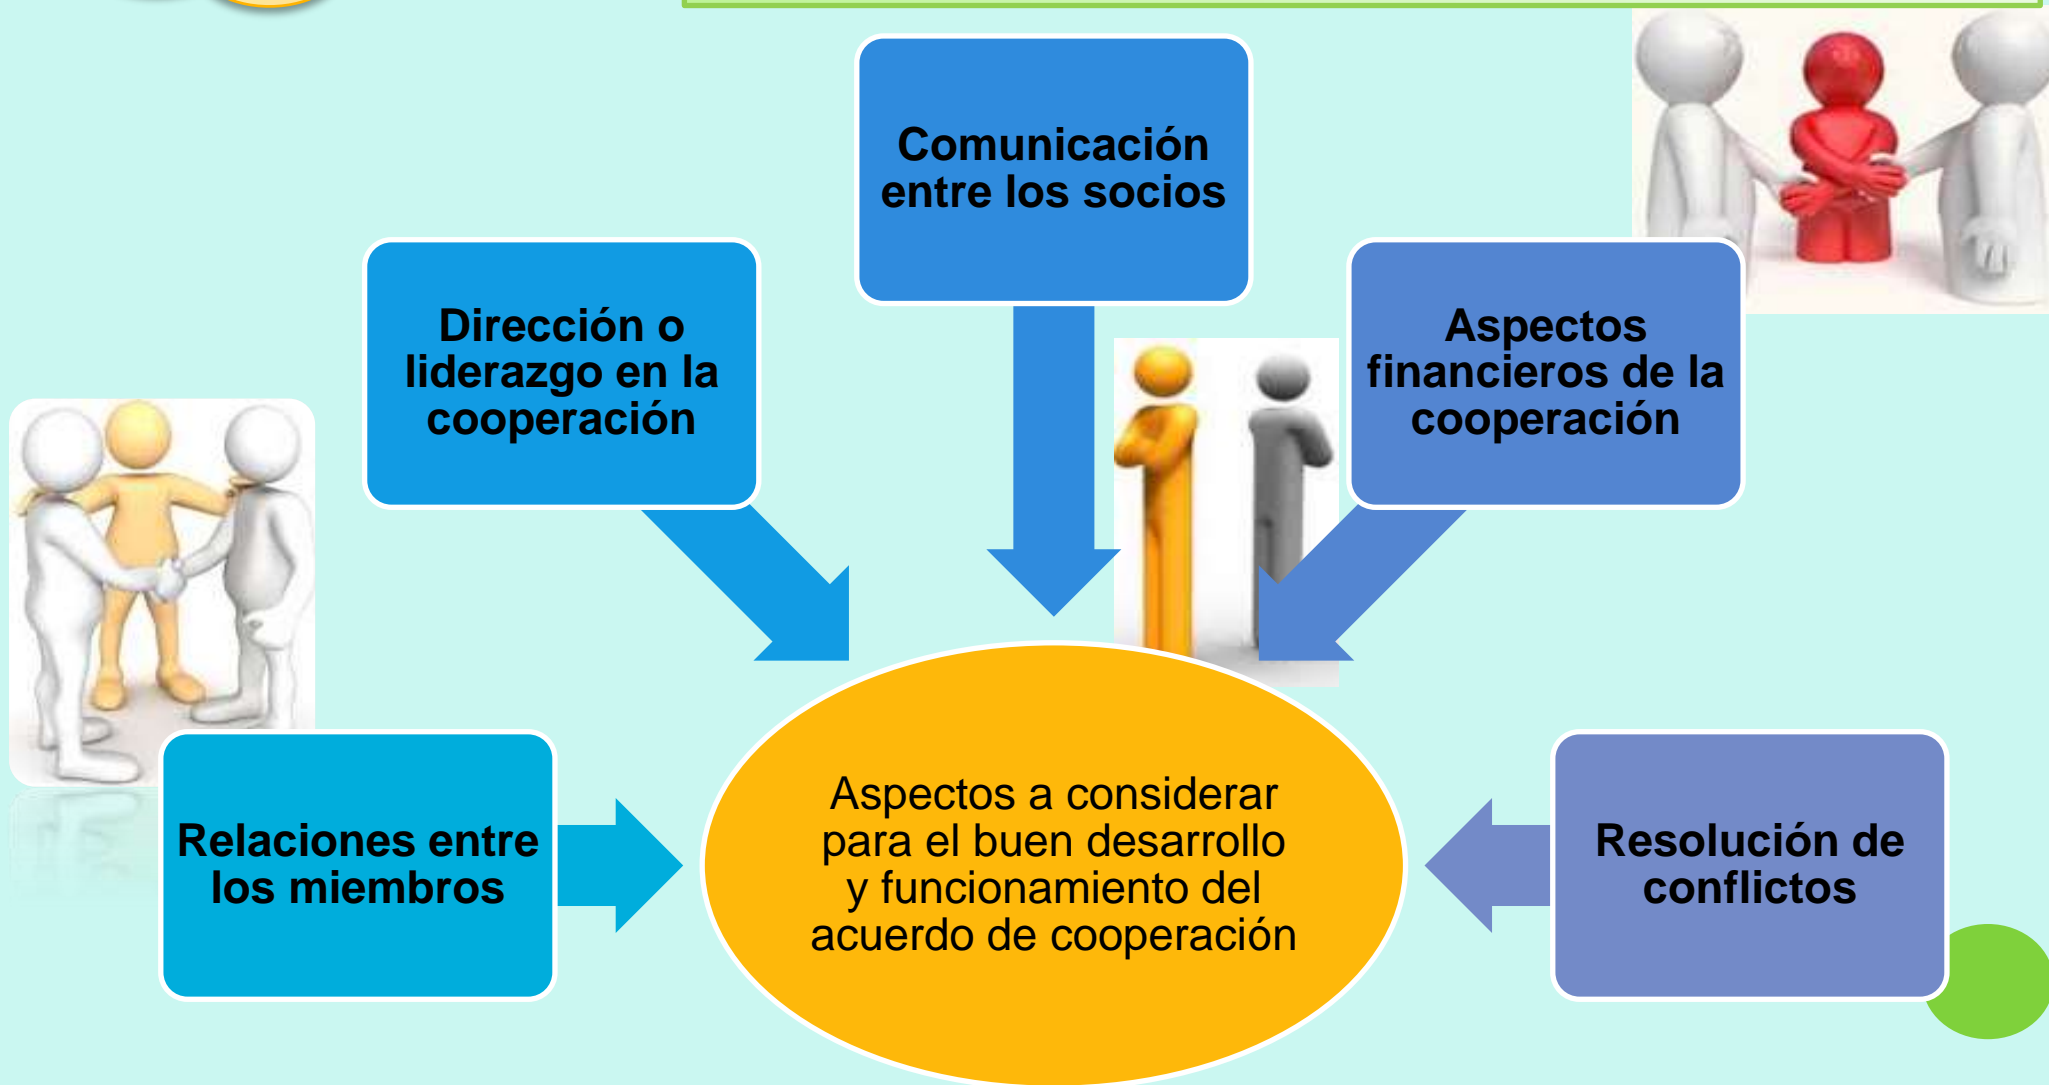 Comunicación
entre los socios
Dirección o
liderazgo en la
cooperación
Aspectos
financieros de la
cooperación
Relaciones entre
los miembros
Aspectos a considerar
para el buen desarrollo
y funcionamiento del
acuerdo de cooperación
Resolución de
conflictos